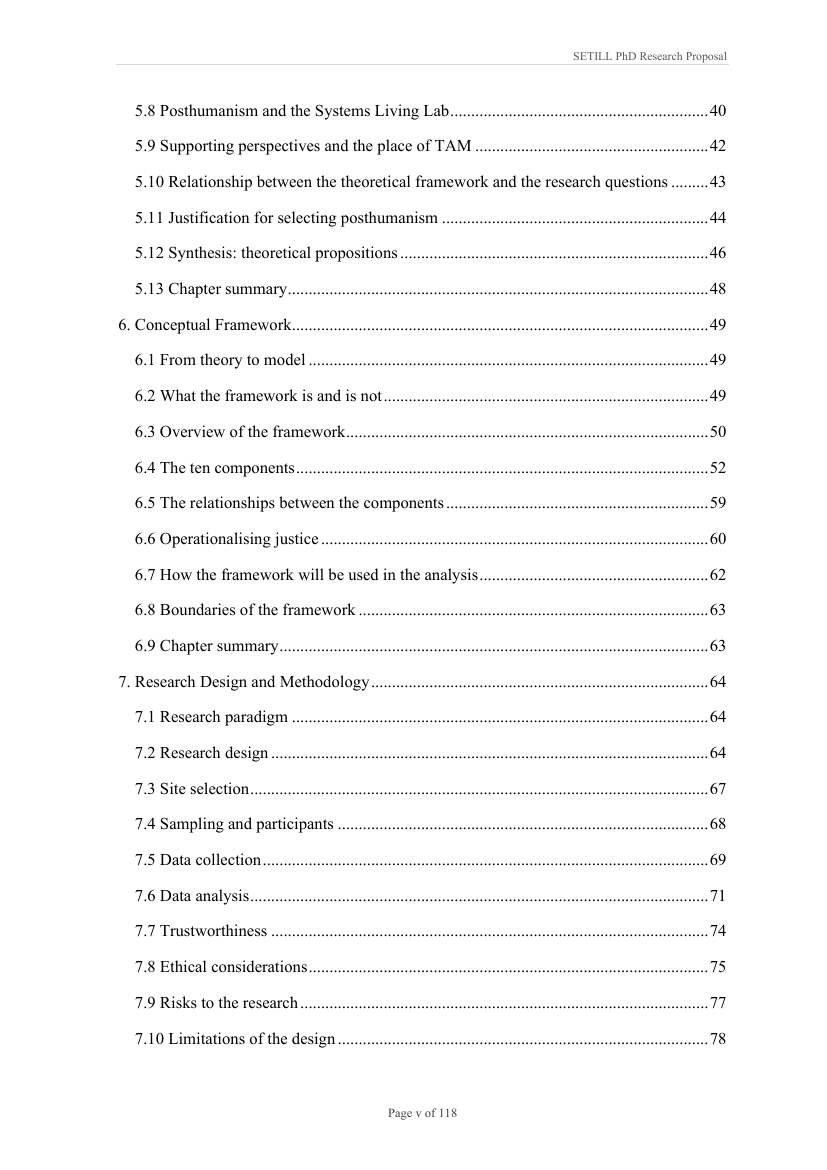 SETILL PhD Research Proposal
5.8 Posthumanism and the Systems Living Lab...............................................................40
5.9 Supporting perspectives and the place of TAM .........................................................42
5.10 Relationship between the theoretical framework and the research questions .........43
5.11 Justification for selecting posthumanism .................................................................44
5.12 Synthesis: theoretical propositions...........................................................................46
5.13 Chapter summary......................................................................................................48
6. Conceptual Framework.....................................................................................................49
6.1 From theory to model .................................................................................................49
6.2 What the framework is and is not...............................................................................49
6.3 Overview of the framework........................................................................................50
6.4 The ten components....................................................................................................52
6.5 The relationships between the components................................................................59
6.6 Operationalising justice ..............................................................................................60
6.7 How the framework will be used in the analysis........................................................62
6.8 Boundaries of the framework .....................................................................................63
6.9 Chapter summary........................................................................................................63
7. Research Design and Methodology..................................................................................64
7.1 Research paradigm .....................................................................................................64
7.2 Research design ..........................................................................................................64
7.3 Site selection...............................................................................................................67
7.4 Sampling and participants ..........................................................................................68
7.5 Data collection............................................................................................................69
7.6 Data analysis...............................................................................................................71
7.7 Trustworthiness ..........................................................................................................74
7.8 Ethical considerations.................................................................................................75
7.9 Risks to the research...................................................................................................77
7.10 Limitations of the design ..........................................................................................78
Page v of 118